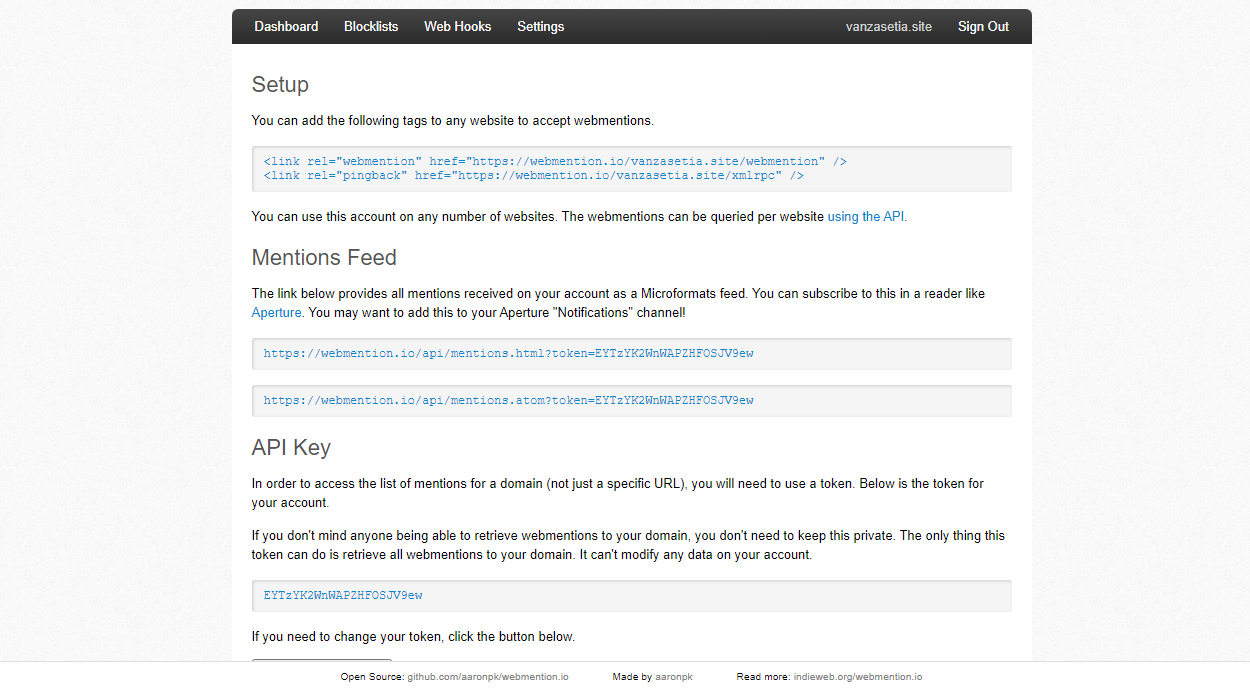 Dashboard Blocklists Web Hooks Settings vanzasetia.site Sign Out
Setup
You can add the following tags to any website to accept webmentions.
<link rel="webmention" href="https://webmention.io/vanzasetia.site/webmention" />
<link rel="pingback" href="https://webmention.io/vanzasetia.site/xmlrpc" />
You can use this account on any number of websites. The webmentions can be queried per website using the API.
Mentions Feed
The link below provides all mentions received on your account as a Microformats feed. You can subscribe to this in a reader like
Aperture. You may want to add this to your Aperture "Notifications" channel!
https://webmention.io/api/mentions.html?token=EYTzYK2WnWAPZHFOSJV9ew
https://webmention.io/api/mentions.atom?token=EYTzYK2WnWAPZHFOSJV9ew
API Key
In order to access the list of mentions for a domain (not just a specific URL), you will need to use a token. Below is the token for
your account.
If you don't mind anyone being able to retrieve webmentions to your domain, you don't need to keep this private. The only thing this
token can do is retrieve all webmentions to your domain. It can't modify any data on your account.
EYTzYK2WnWAPZHFOSJV9ew
If you need to change your token, click the button below.
Open Source: github.com/aaronpk/webmention.io Made by aaronpk Read more: indieweb.org/webmention.io